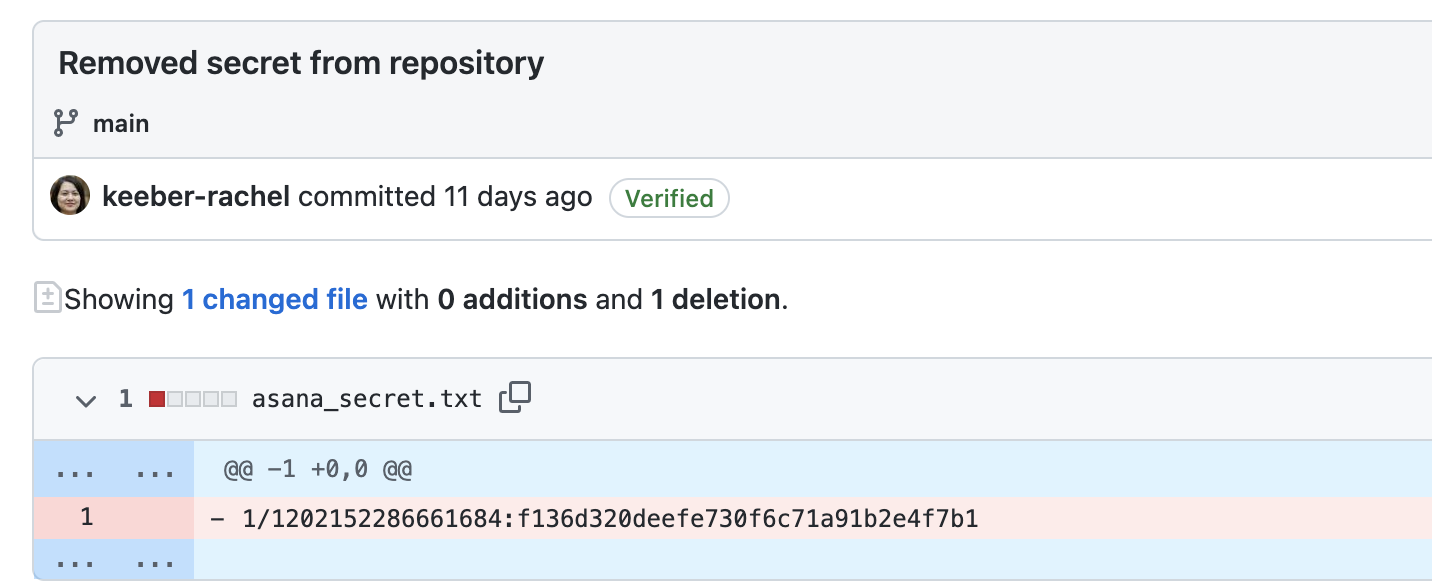 Removed secret from repository
main
keeber-rachel committed 11 days ago Verified
Showing 1 changed file with 0 additions and 1 deletion.
1 asana_secret.txt
... ... @@ -1 +0,0 @@
1 - 1/1202152286661684:f136d320deefe730f6c71a91b2e4f7b1
... ...